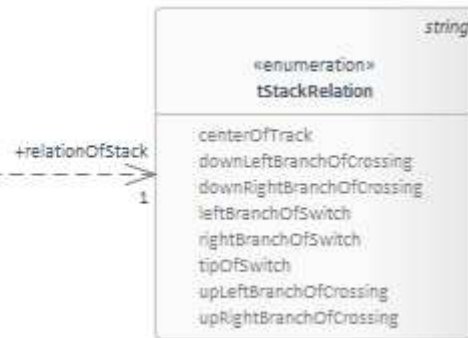 string
«enumeration»
tStackRelation
+relationOfStack
1
centerOfTrack
downLeftBranchOfCrossing
downRightBranchOfCrossing
leftBranchOfSwitch
rightBranchOfSwitch
tipOfSwitch
upLeftBranchOfCrossing
upRightBranchOfCrossing